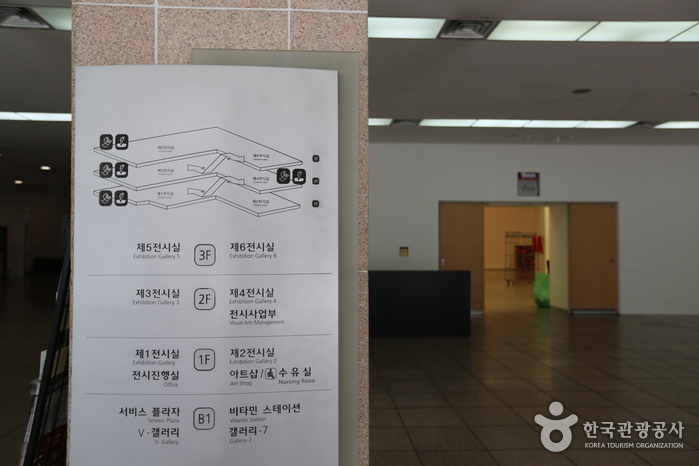 제5전시실
Exhibition Gallery 5
3F
제6전시실
Exhibition Gallery 6
제3전시실
Exhibition Gallery 3
2F
제4전시실
Exhibition Gallery 4
전시사업부
Visual Arts Management
제1전시실
Exhibition Gallery
1F
제2전시실
Exhibition Gallery 2
전시진행실
Office
아트샵 / 수유실
Art Shop
Nursing Room
서비스 플라자
Service Plaza
B1
비타민 스테이션
Vitamin Station
V-갤러리
V-Gallery
갤러리-7
Gallery-7
한국관광공사
KOREA TOURISM ORGANIZATION